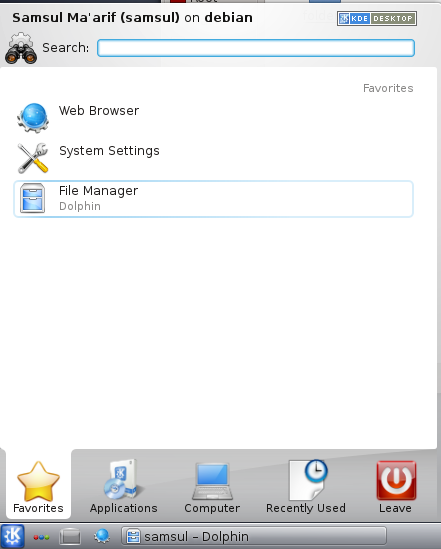 Samsul Ma'arif (samsul) on debian
KDE DESKTOP
Search:
Favorites
Web Browser
System Settings
File Manager
Dolphin
Favorites
Applications
Computer
Recently Used
Leave
samsul – Dolphin